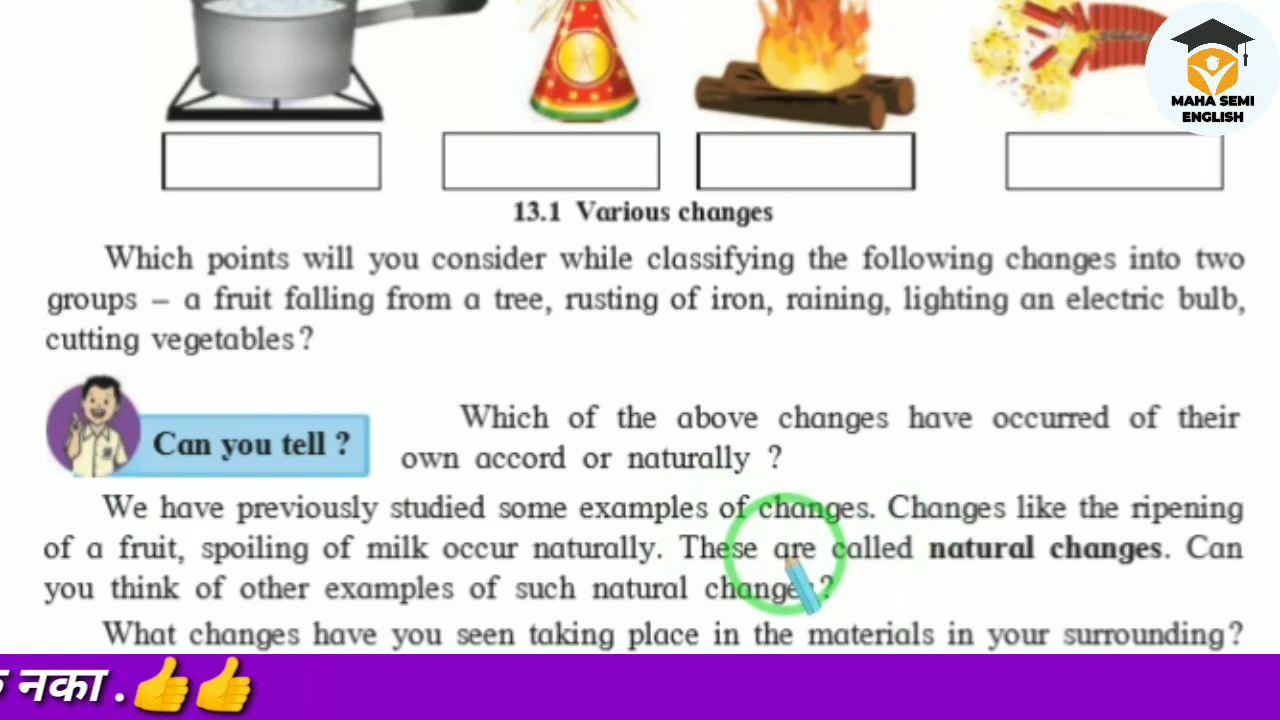 MAHA SEMI
ENGLISH
13.1 Various changes
Which points will you consider while classifying the following changes into two
groups – a fruit falling from a tree, rusting of iron, raining, lighting an electric bulb,
cutting vegetables?
Can you tell ?
Which of the above changes have occurred of their
own accord or naturally ?
We have previously studied some examples of changes. Changes like the ripening
of a fruit, spoiling of milk occur naturally. These are called natural changes. Can
you think of other examples of such natural changes?
What changes have you seen taking place in the materials in your surrounding?
नका .👍👍